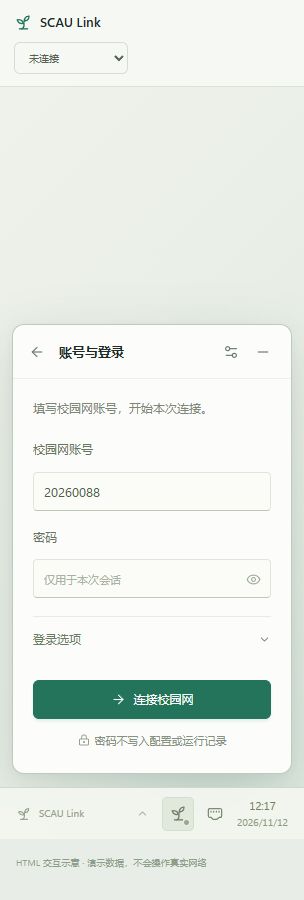 SCAU Link
未连接
账号与登录
填写校园网账号，开始本次连接。
校园网账号
20260088
密码
仅用于本次会话
登录选项
连接校园网
密码不写入配置或运行记录
SCAU Link
12:17
2026/11/12
HTML 交互示意 · 演示数据，不会操作真实网络